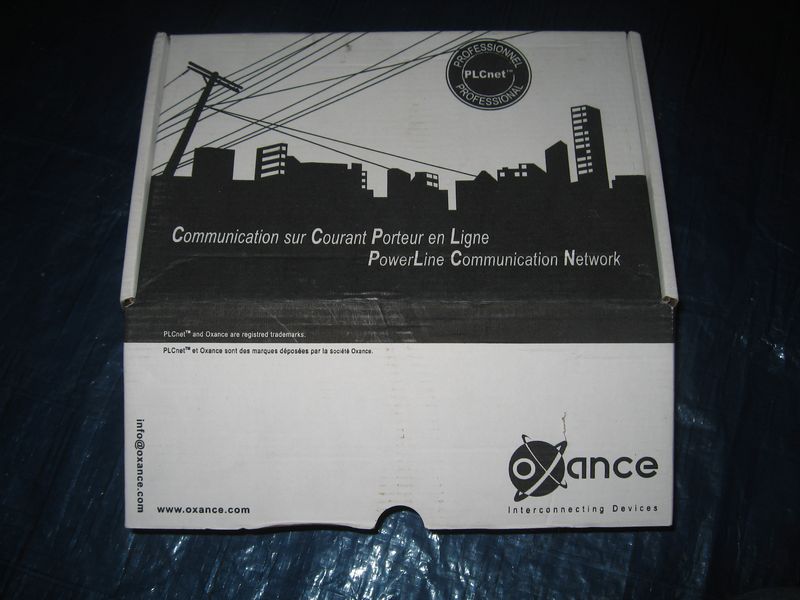 PROFESSIONNEL
PLCnet™
PROFESSIONAL
Communication sur Courant Porteur en Ligne
PowerLine Communication Network
PLCnet™ and Oxance are registred trademarks.
PLCnet™ et Oxance sont des marques déposées par la société Oxance.
info@oxance.com
www.oxance.com
oXance
Interconnecting Devices